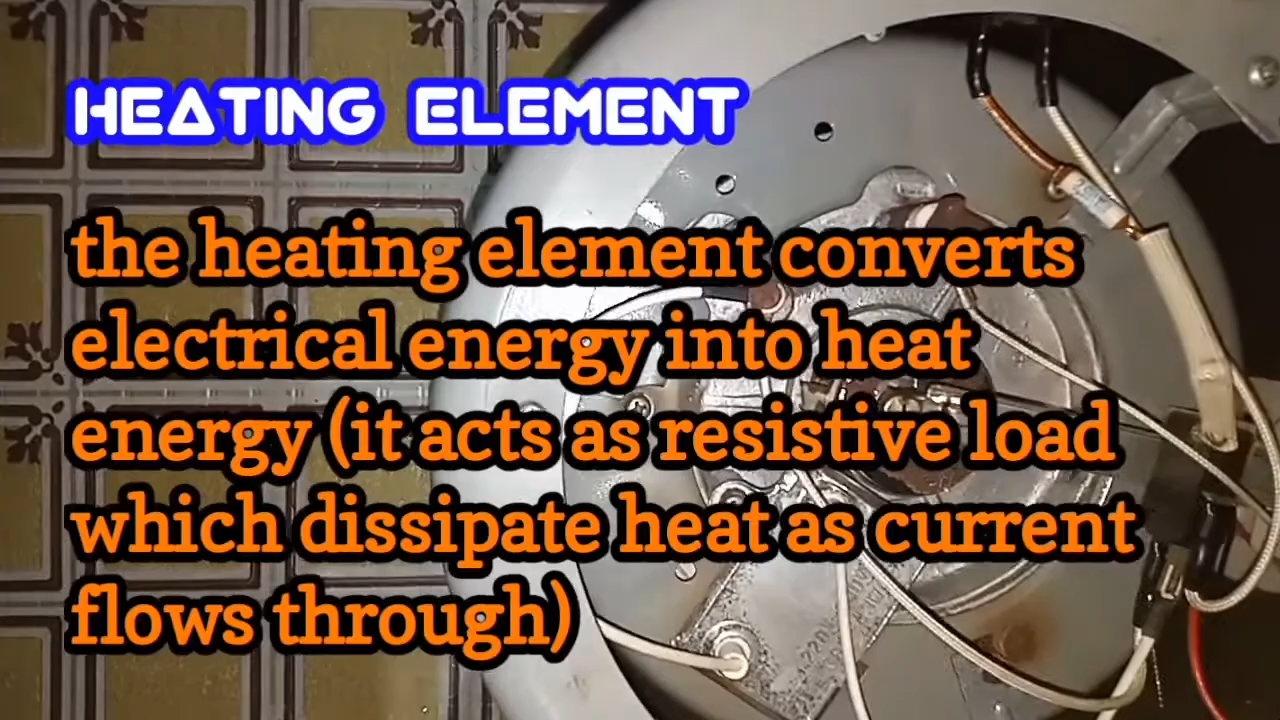 HEATING ELEMENT
the heating element converts
electrical energy into heat
energy (it acts as resistive load
which dissipate heat as current
flows through)
220